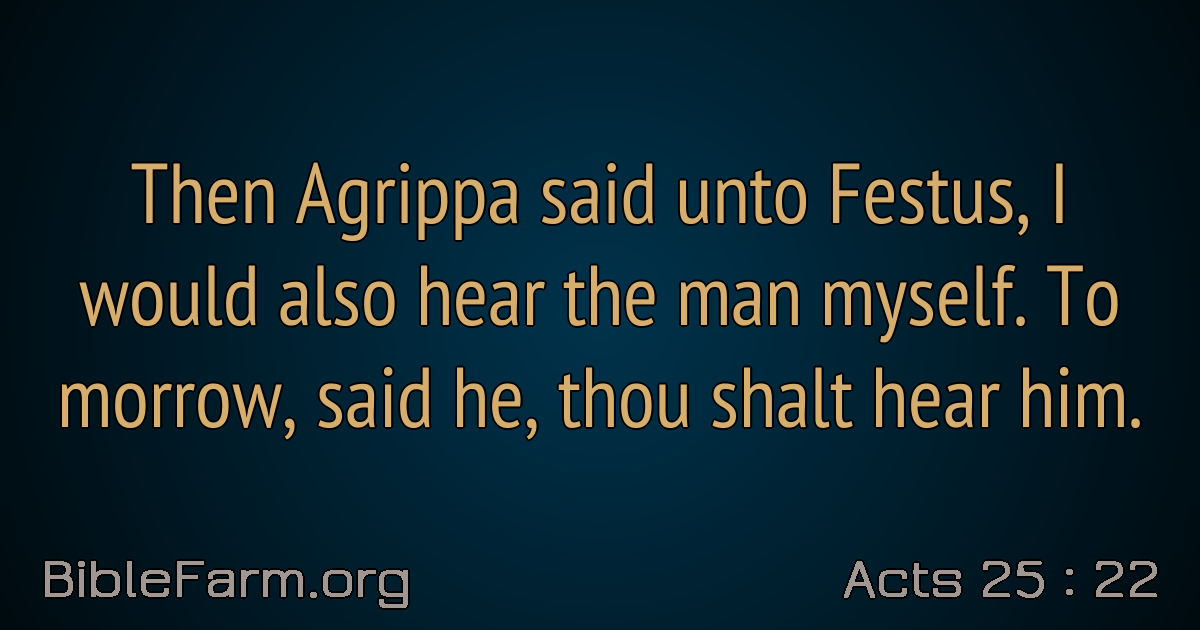 Then Agrippa said unto Festus, I
would also hear the man myself. To
morrow, said he, thou shalt hear him.
BibleFarm.org
Acts 25 : 22